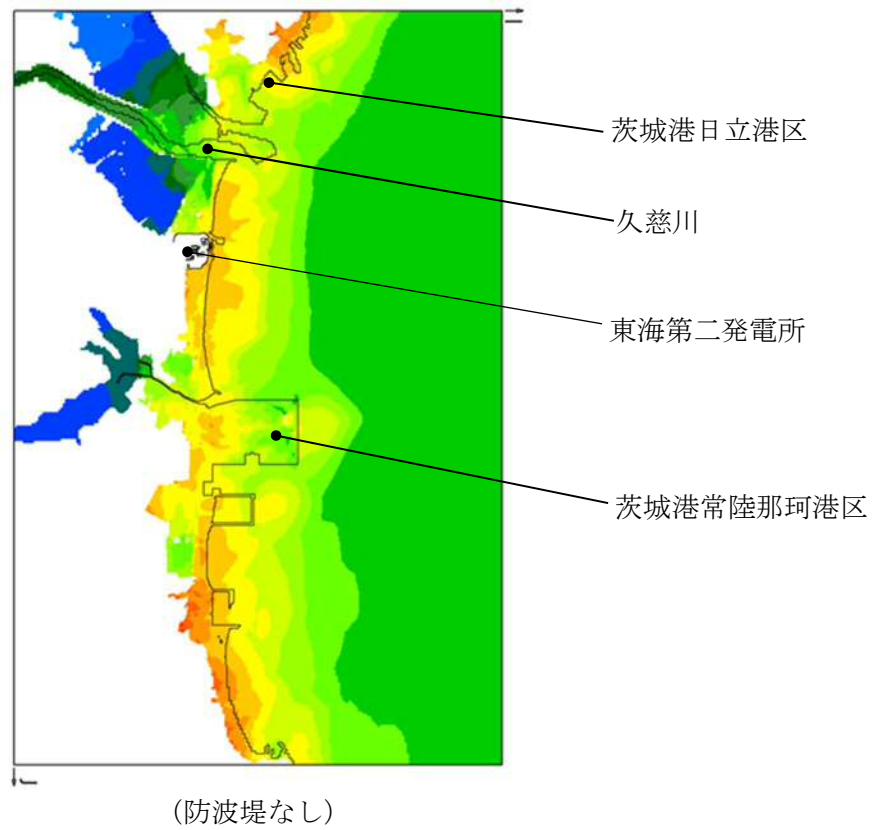 茨城港日立港区
久慈川
東海第二発電所
茨城港常陸那珂港区
(防波堤なし)